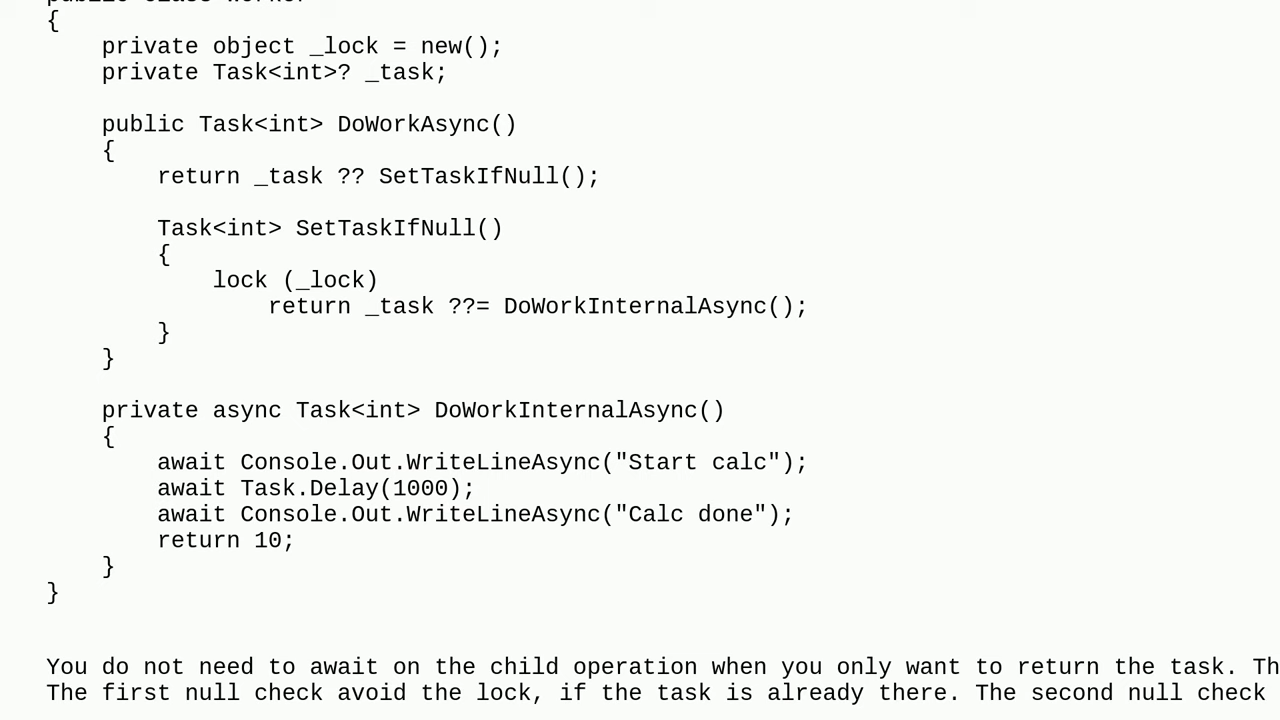 {
private object _lock = new();
private Task<int>? _task;
public Task<int> DoWorkAsync()
{
return _task ?? SetTaskIfNull();
Task<int> SetTaskIfNull()
{
lock (_lock)
return _task ??= DoWorkInternalAsync();
}
}
private async Task<int> DoWorkInternalAsync()
{
await Console.Out.WriteLineAsync("Start calc");
await Task.Delay(1000);
await Console.Out.WriteLineAsync("Calc done");
return 10;
}
}
You do not need to await on the child operation when you only want to return the task.
The first null check avoid the lock, if the task is already there. The second null check